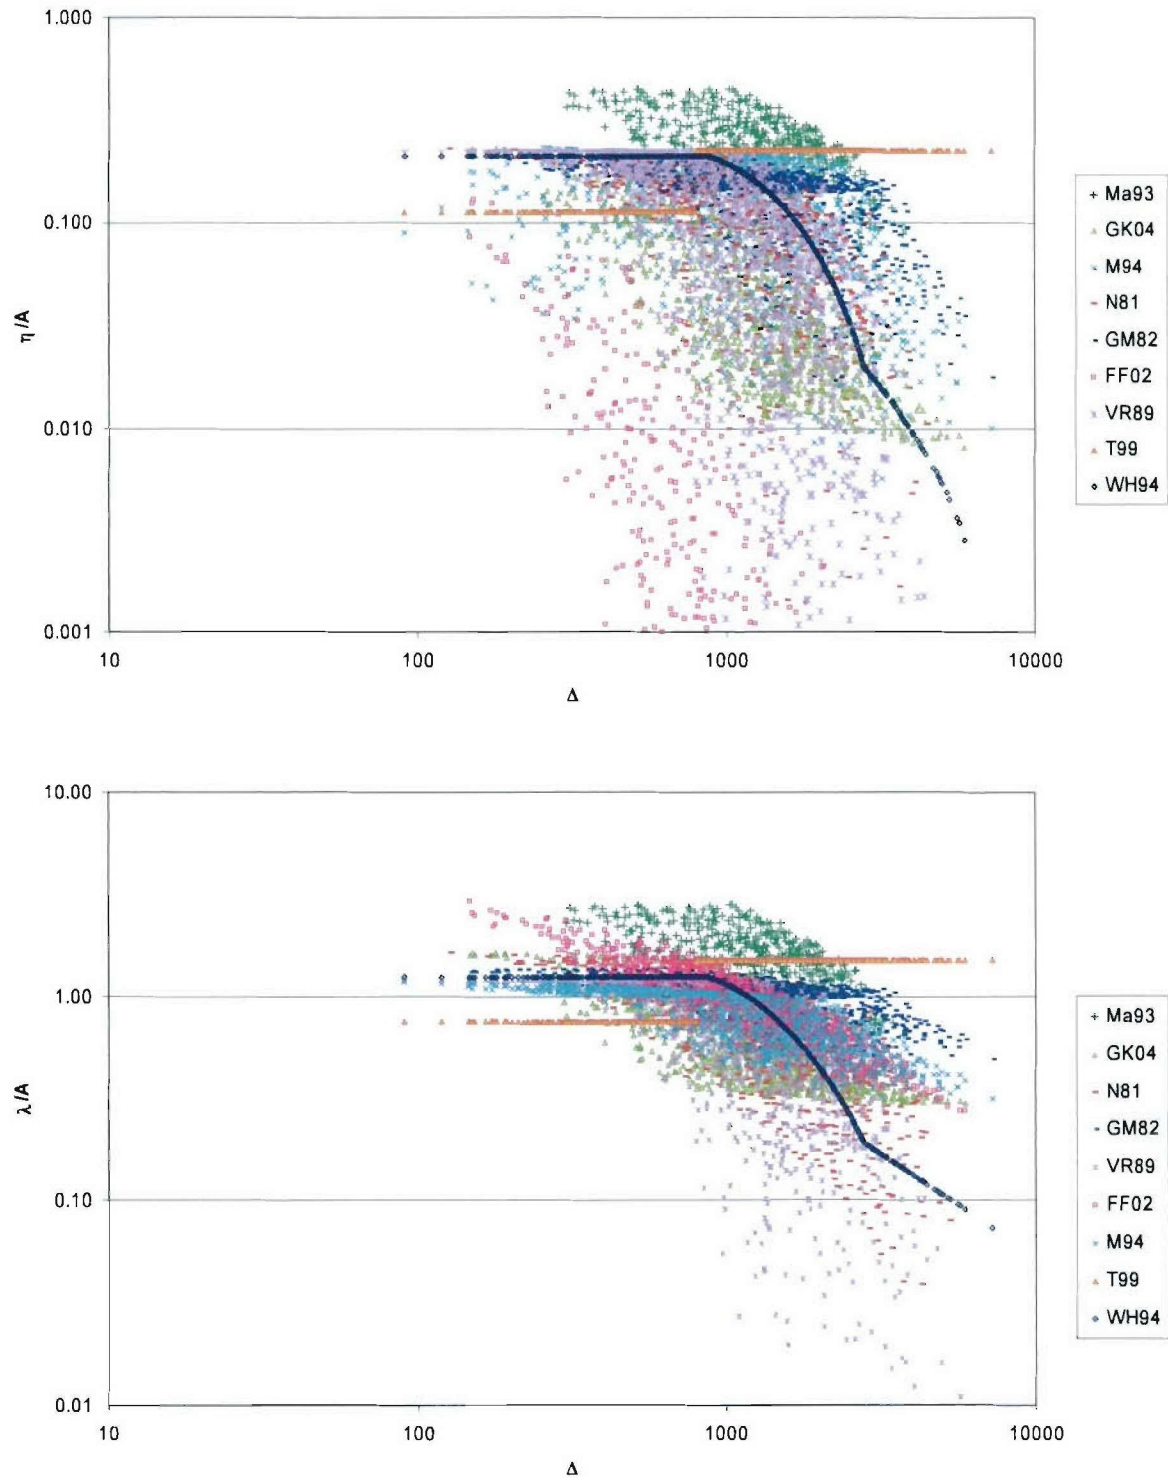 1.000
0.100
0.010
0.001
η/A
10
100
1000
10000
Δ
+ Ma93
GK04
M94
N81
GM82
FF02
VR89
T99
WH94
10.00
1.00
0.10
0.01
λ/A
10
100
1000
10000
Δ
+ Ma93
GK04
N81
GM82
VR89
FF02
M94
T99
WH94